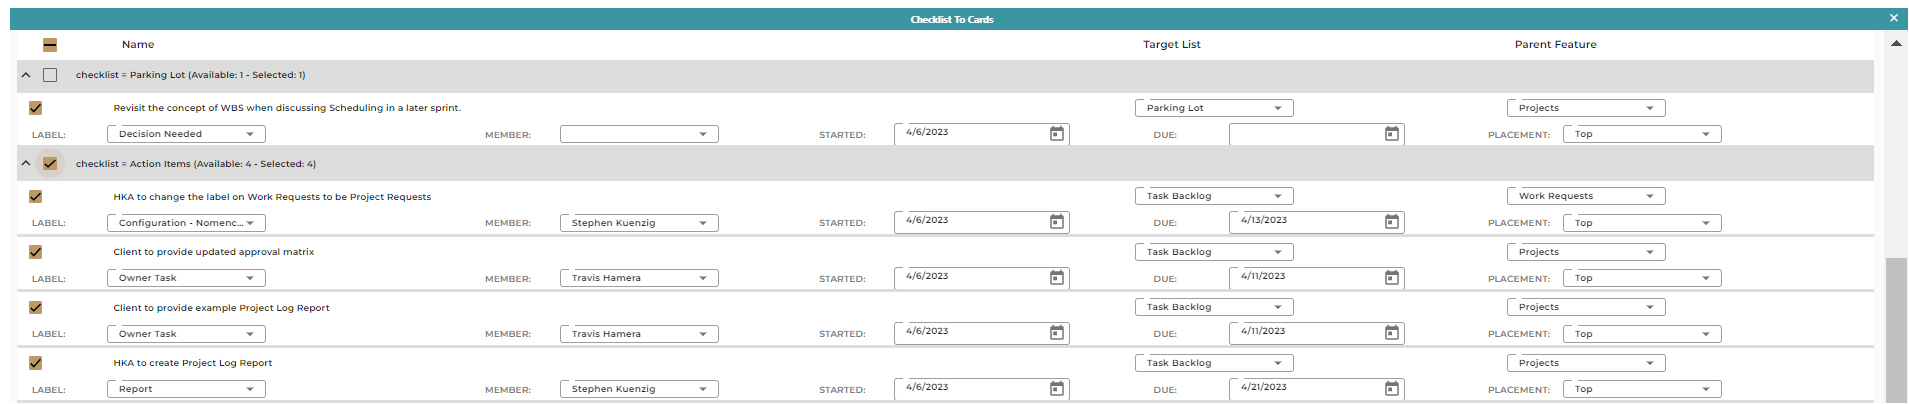 Checklist To Cards
Name Target List Parent Feature
checklist = Parking Lot (Available: 1 - Selected: 1)
Revisit the concept of WBS when discussing Scheduling in a later sprint. Parking Lot Projects
LABEL: Decision Needed MEMBER: STARTED: 4/6/2023 DUE: PLACEMENT: Top
checklist = Action Items (Available: 4 - Selected: 4)
HKA to change the label on Work Requests to be Project Requests Task Backlog Work Requests
LABEL: Configuration - Nomenc... MEMBER: Stephen Kuenzig STARTED: 4/6/2023 DUE: 4/13/2023 PLACEMENT: Top
Client to provide updated approval matrix Task Backlog Projects
LABEL: Owner Task MEMBER: Travis Hamera STARTED: 4/6/2023 DUE: 4/11/2023 PLACEMENT: Top
Client to provide example Project Log Report Task Backlog Projects
LABEL: Owner Task MEMBER: Travis Hamera STARTED: 4/6/2023 DUE: 4/11/2023 PLACEMENT: Top
HKA to create Project Log Report Task Backlog Projects
LABEL: Report MEMBER: Stephen Kuenzig STARTED: 4/6/2023 DUE: 4/21/2023 PLACEMENT: Top